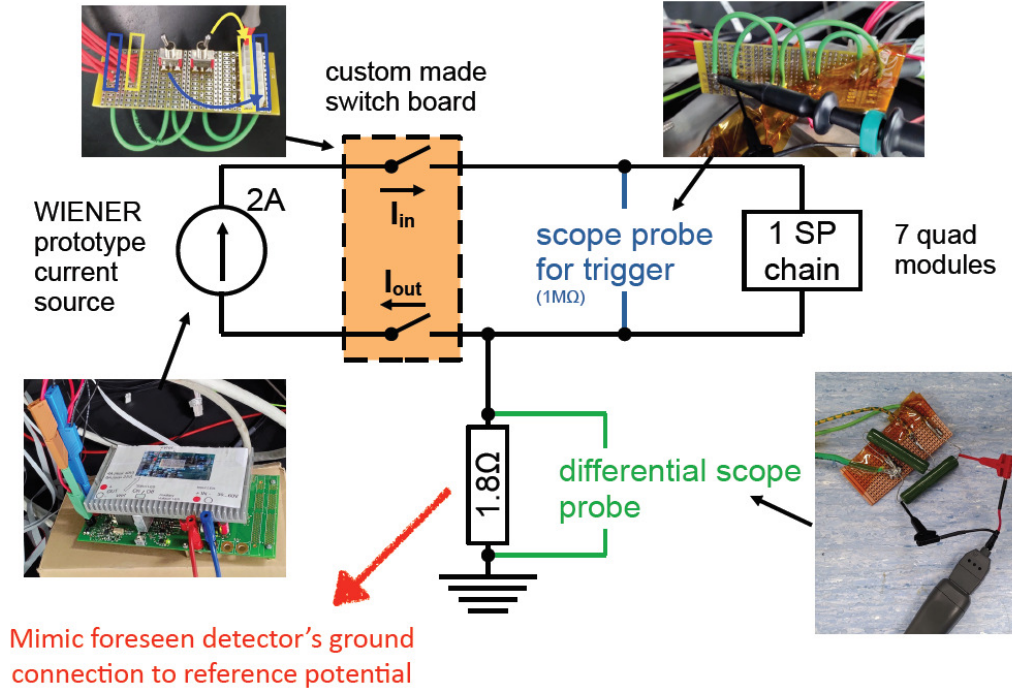 custom made
switch board
2A
WIENER
prototype
current
source
Iin
Iout
scope probe
for trigger
(1MΩ)
1 SP
chain
7 quad
modules
1.8Ω
differential scope
probe
Mimic foreseen detector's ground
connection to reference potential